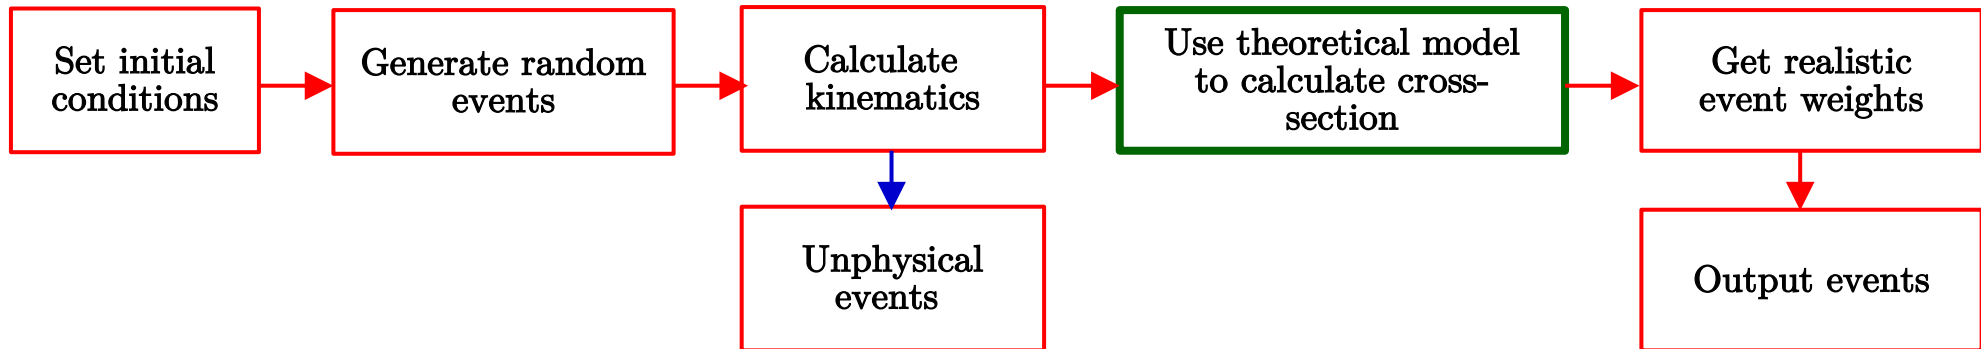 Set initial
conditions
Generate random
events
Calculate
kinematics
Use theoretical model
to calculate cross-
section
Get realistic
event weights
Unphysical
events
Output events